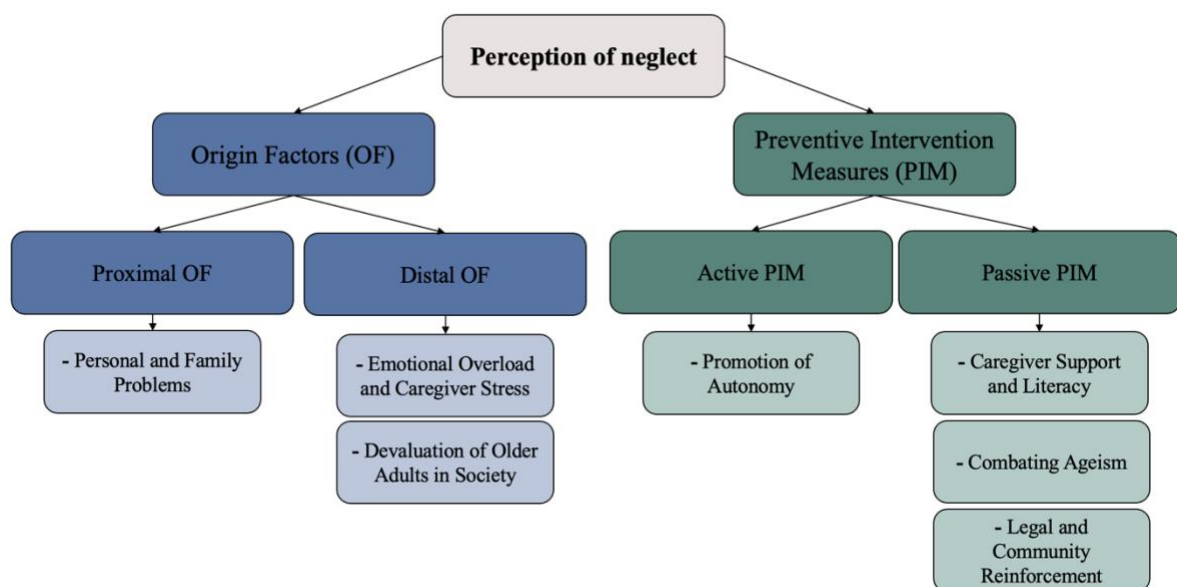 Perception of neglect
Origin Factors (OF)
Preventive Intervention
Measures (PIM)
Proximal OF
Distal OF
Active PIM
Passive PIM
- Personal and Family
Problems
- Emotional Overload
and Caregiver Stress
- Devaluation of Older
Adults in Society
- Promotion of
Autonomy
- Caregiver Support
and Literacy
- Combating Ageism
- Legal and
Community
Reinforcement